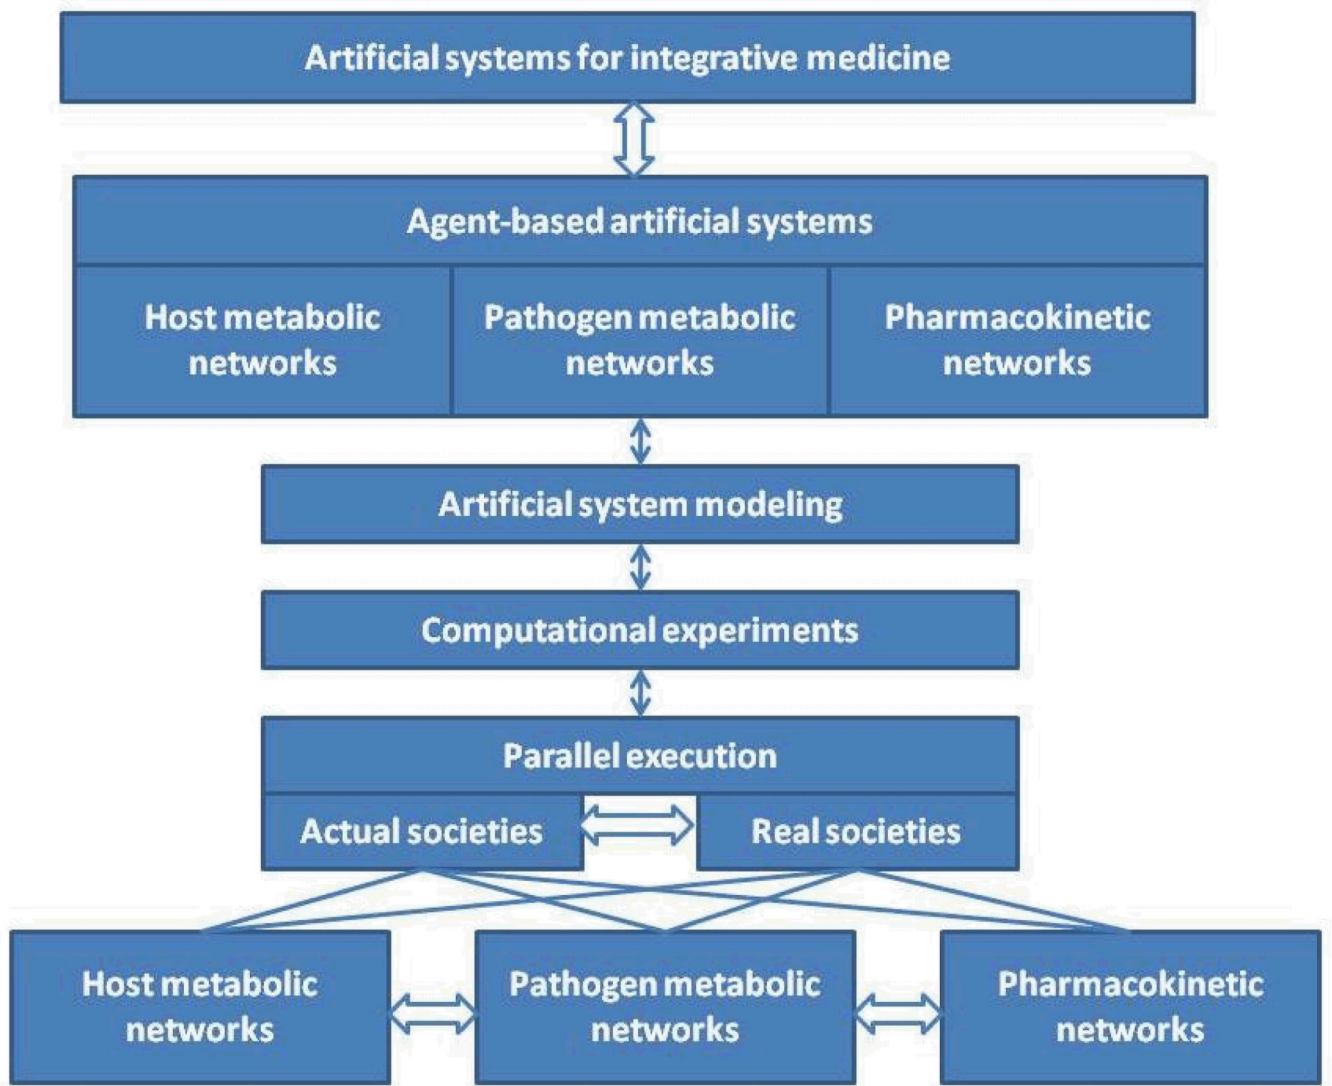 Artificial systems for integrative medicine
Agent-based artificial systems
Host metabolic
networks
Pathogen metabolic
networks
Pharmacokinetic
networks
Artificial system modeling
Computational experiments
Parallel execution
Actual societies
Real societies
Host metabolic
networks
Pathogen metabolic
networks
Pharmacokinetic
networks